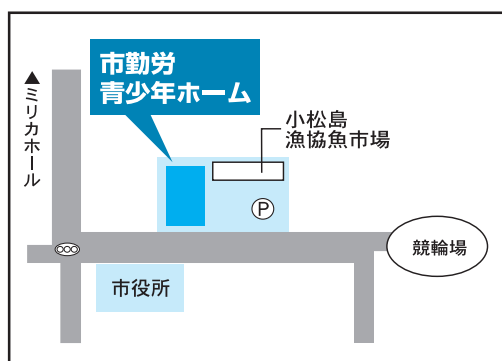 市勤労
青少年ホーム
▲ミリカホール
小松島
漁協魚市場
P
競輪場
市役所